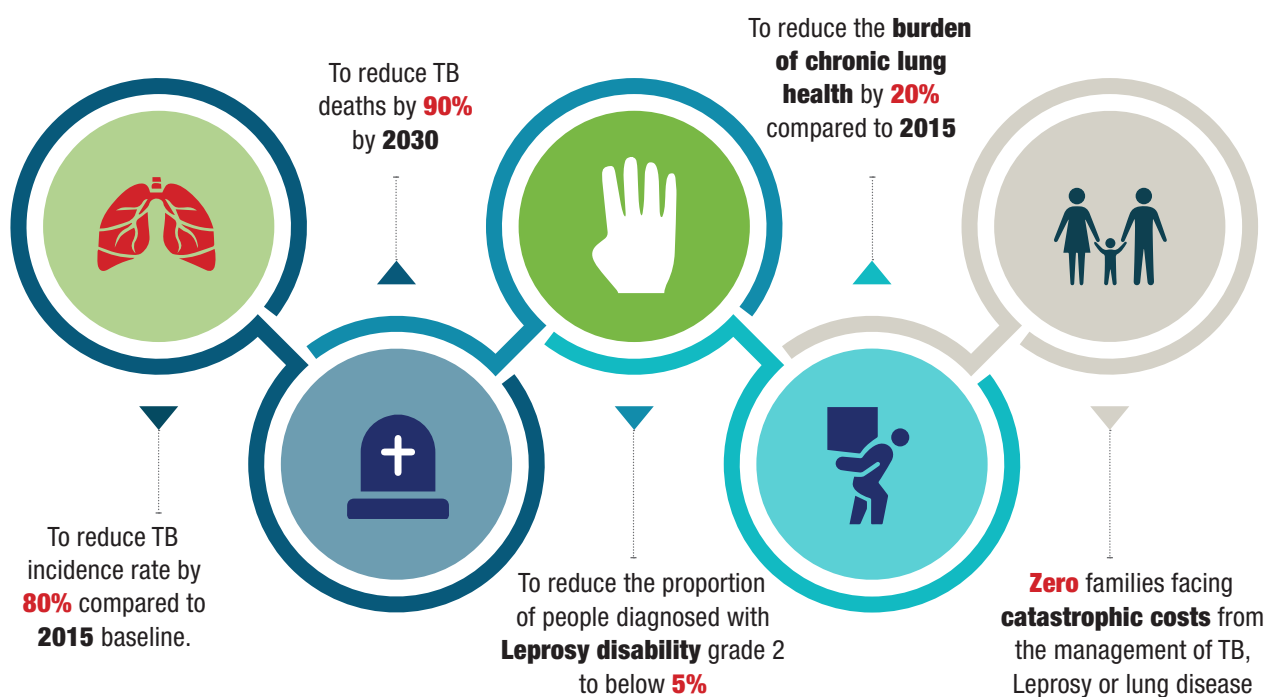 To reduce TB
incidence rate by
80% compared to
2015 baseline.
To reduce TB
deaths by 90%
by 2030
To reduce the proportion
of people diagnosed with
Leprosy disability grade 2
to below 5%
To reduce the burden
of chronic lung
health by 20%
compared to 2015
Zero families facing
catastrophic costs from
the management of TB,
Leprosy or lung disease